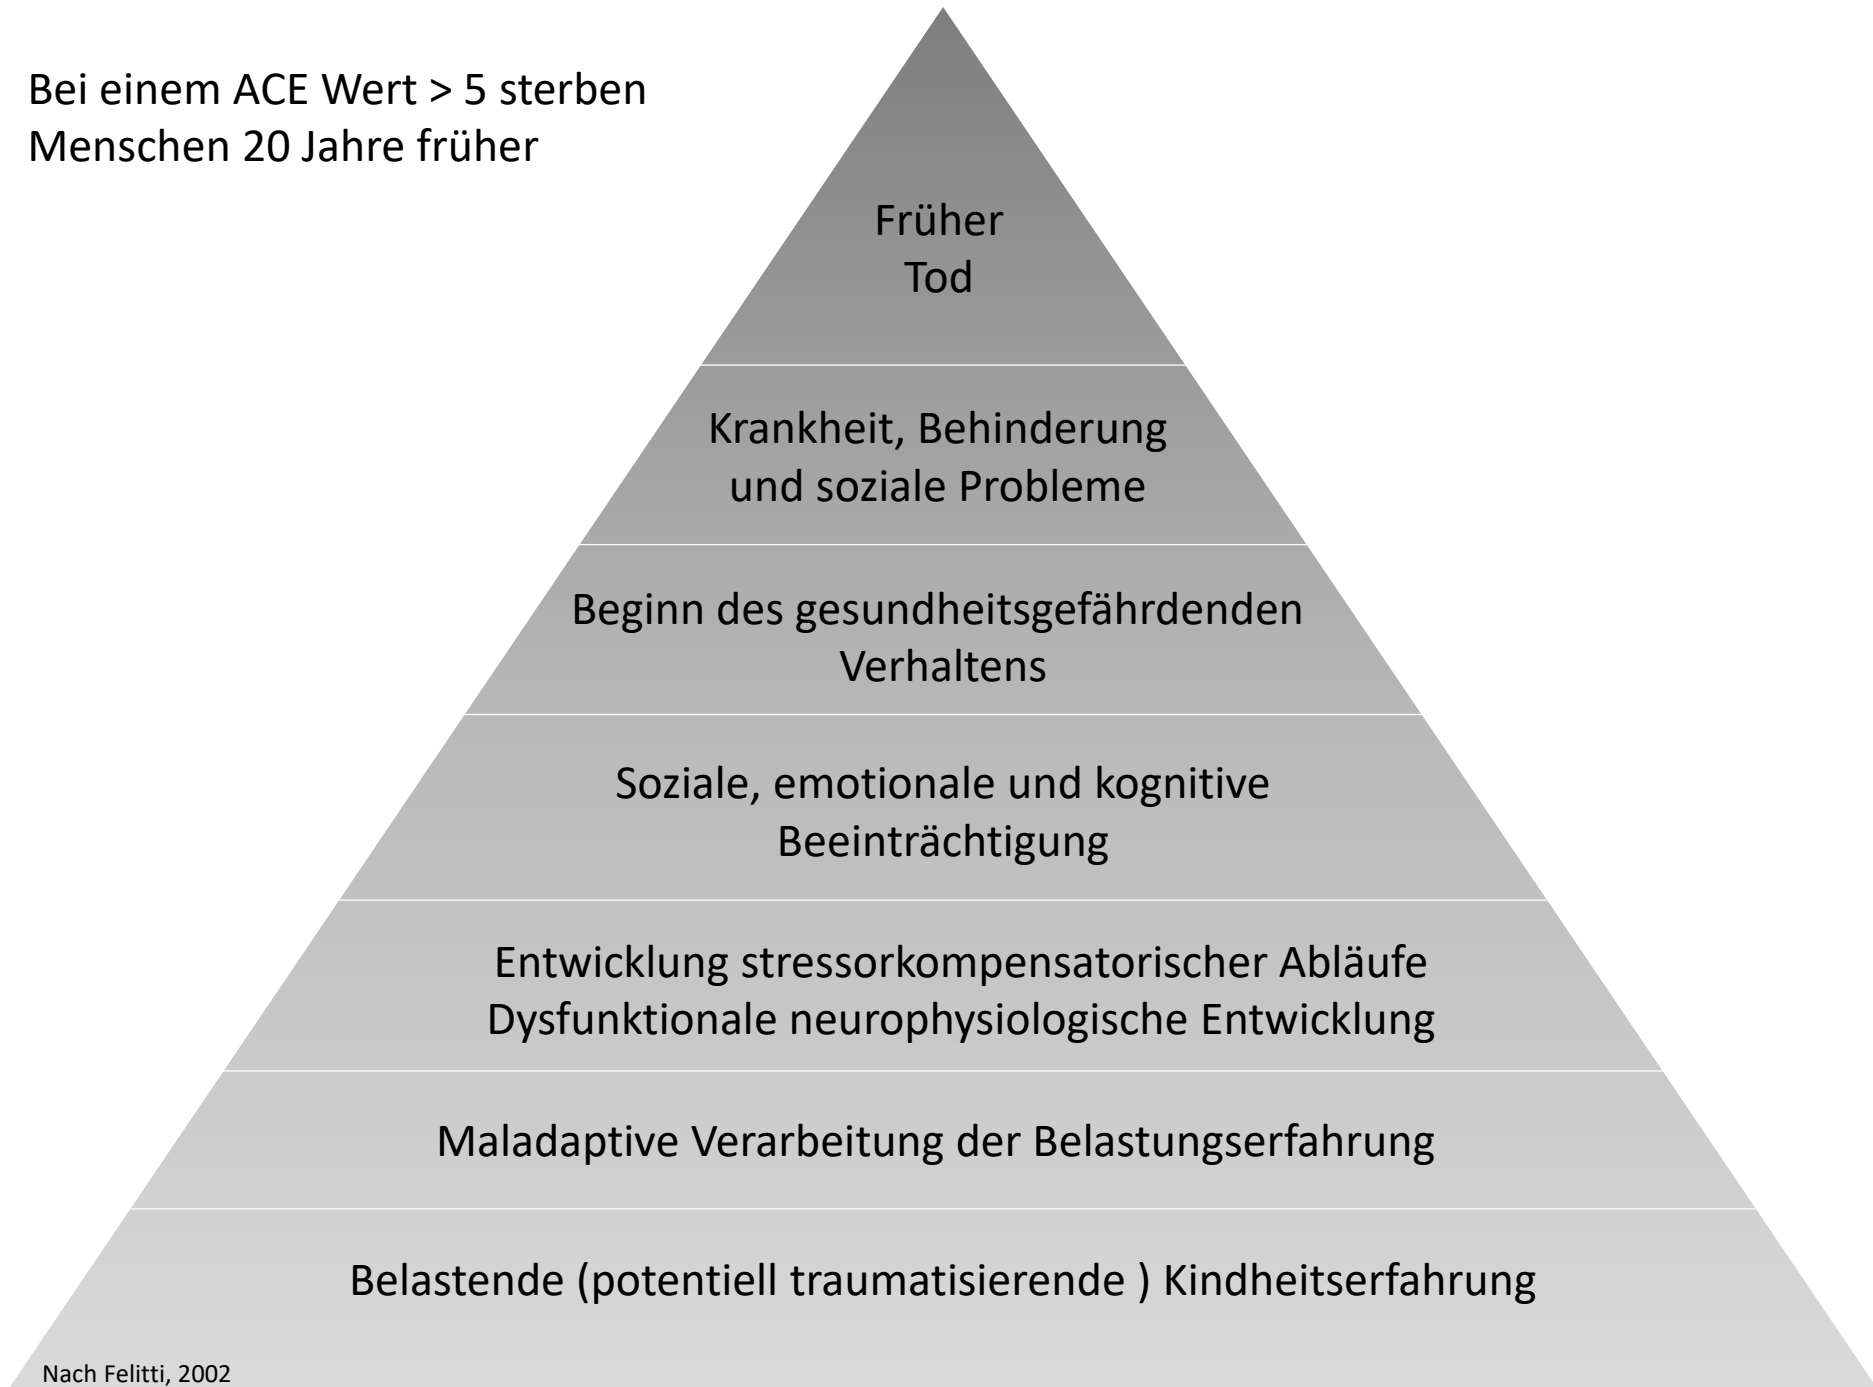 Bei einem ACE Wert > 5 sterben
Menschen 20 Jahre früher
Früher
Tod
Krankheit, Behinderung
und soziale Probleme
Beginn des gesundheitsgefährdenden
Verhaltens
Soziale, emotionale und kognitive
Beeinträchtigung
Entwicklung stressorkompensatorischer Abläufe
Dysfunktionale neurophysiologische Entwicklung
Maladaptive Verarbeitung der Belastungserfahrung
Belastende (potentiell traumatisierende ) Kindheitserfahrung
Nach Felitti, 2002